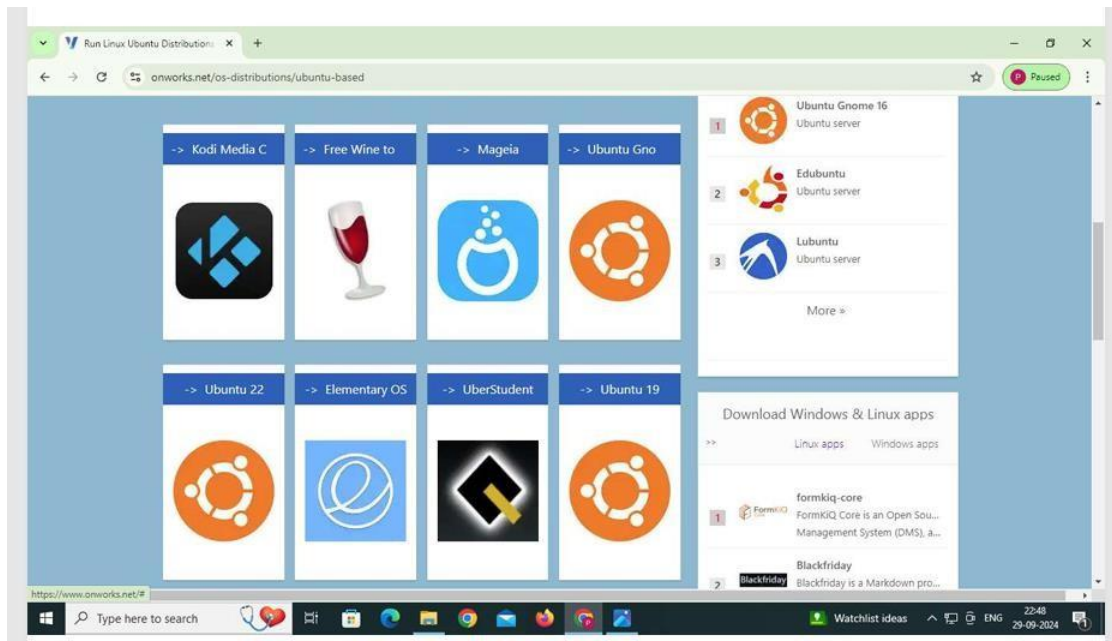 Run Linux Ubuntu Distributions
onworks.net/os-distributions/ubuntu-based
P Paused
-> Kodi Media C
-> Free Wine to
-> Mageia
-> Ubuntu Gno
-> Ubuntu 22
-> Elementary OS
-> UberStudent
-> Ubuntu 19
1
Ubuntu Gnome 16
Ubuntu server
2
Edubuntu
Ubuntu server
3
Lubuntu
Ubuntu server
More »
Download Windows & Linux apps
>> Linux apps Windows apps
1
FormKiQ
formkiq-core
FormKiQ Core is an Open Sou...
Management System (DMS), a...
2
Blackfriday
Blackfriday
Blackfriday is a Markdown pro...
https://www.onworks.net/#
Type here to search
Watchlist ideas
ENG
22:48
29-09-2024